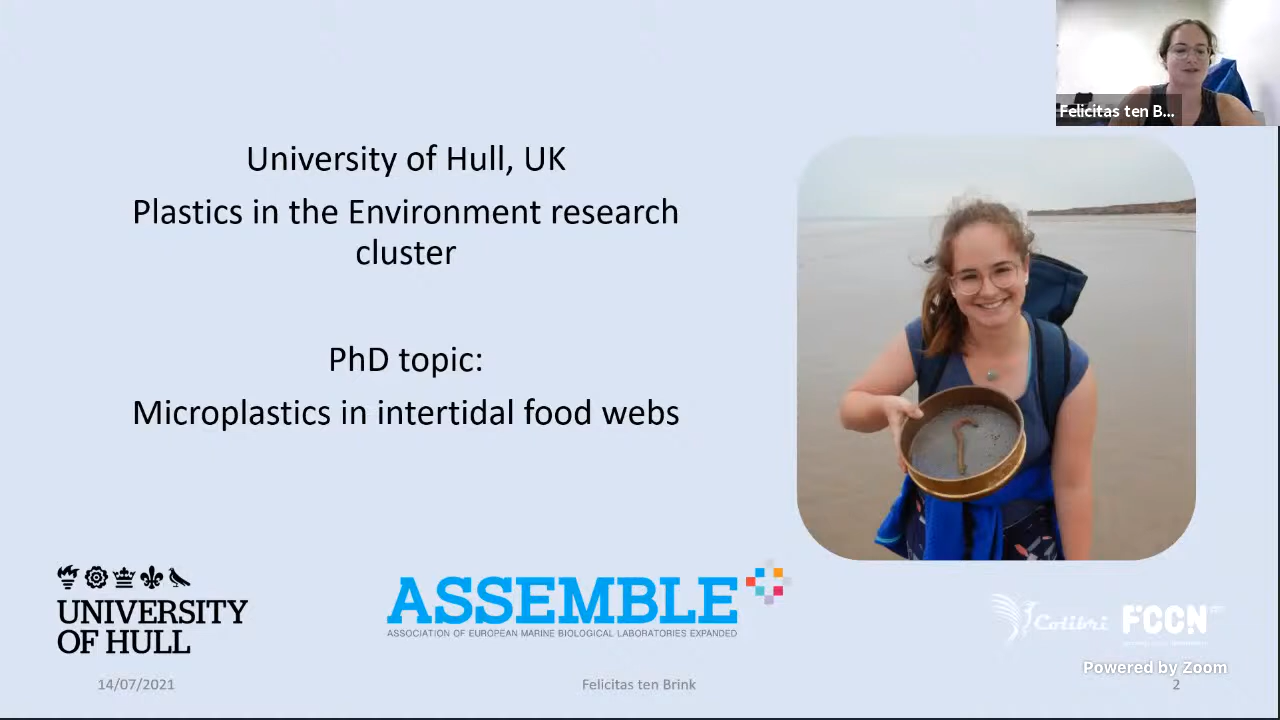 Felicitas ten B...
University of Hull, UK
Plastics in the Environment research
cluster
PhD topic:
Microplastics in intertidal food webs
UNIVERSITY
OF HULL
ASSEMBLE
ASSOCIATION OF EUROPEAN MARINE BIOLOGICAL LABORATORIES EXPANDED
Colibri
FCCN
Powered by Zoom
14/07/2021
Felicitas ten Brink
2